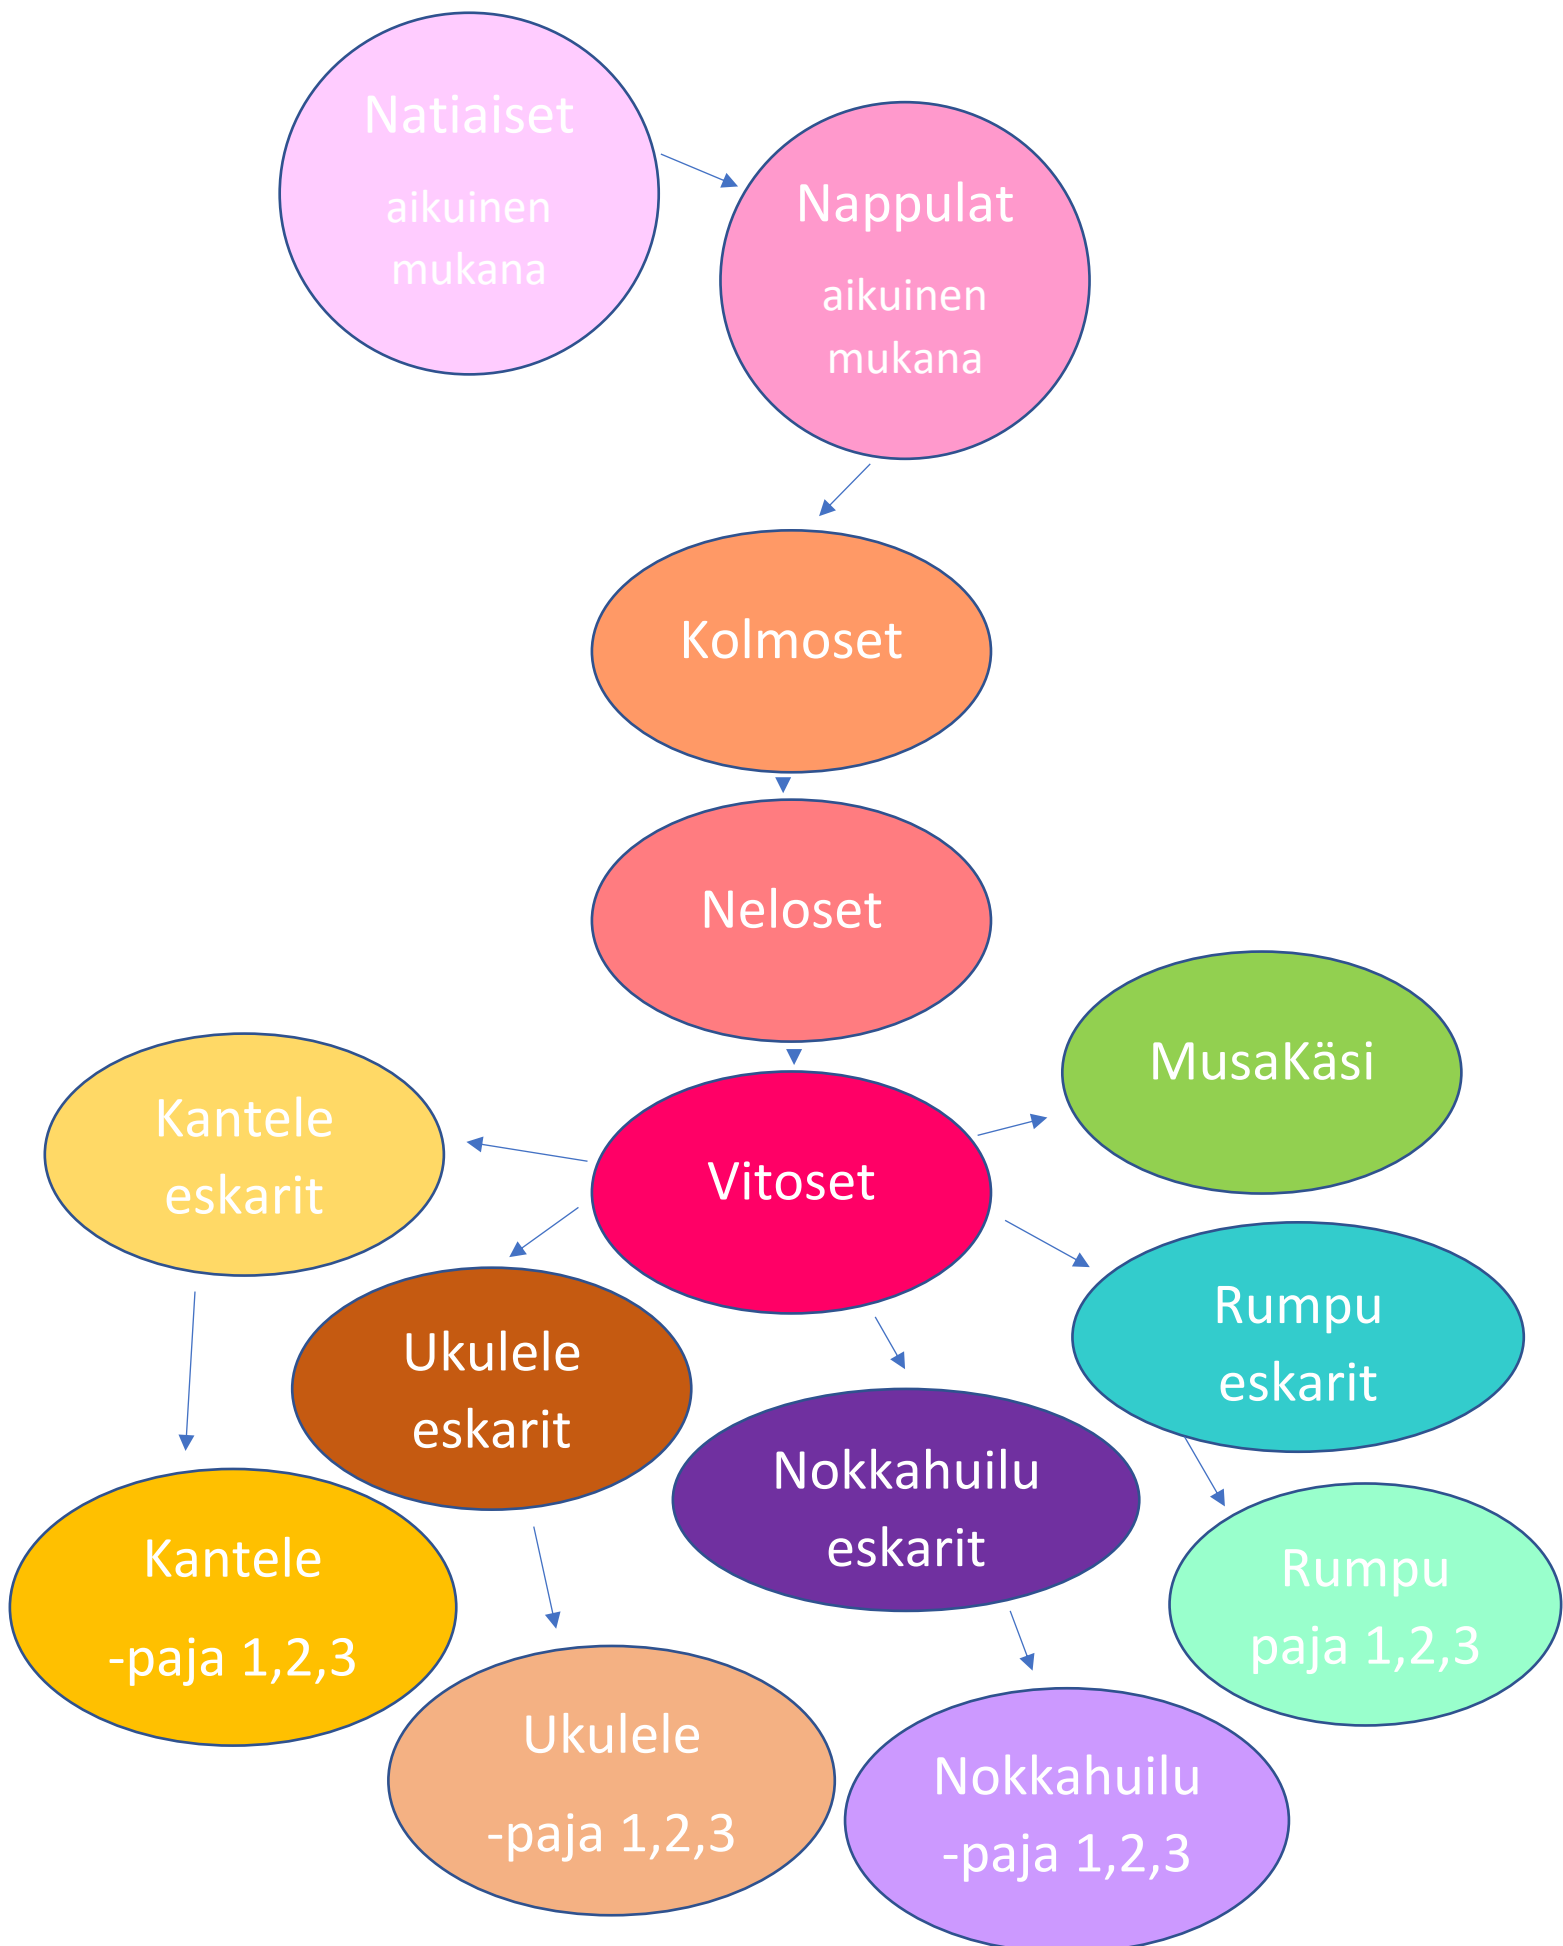 Natiaiset
aikuinen
mukana
Nappulat
aikuinen
mukana
Kolmoset
Neloset
MusaKäsi
Kantele
eskarit
Vitoset
Rumpu
eskarit
Ukulele
eskarit
Nokkahuilu
eskarit
Kantele
-paja 1,2,3
Rumpu
paja 1,2,3
Ukulele
-paja 1,2,3
Nokkahuilu
-paja 1,2,3